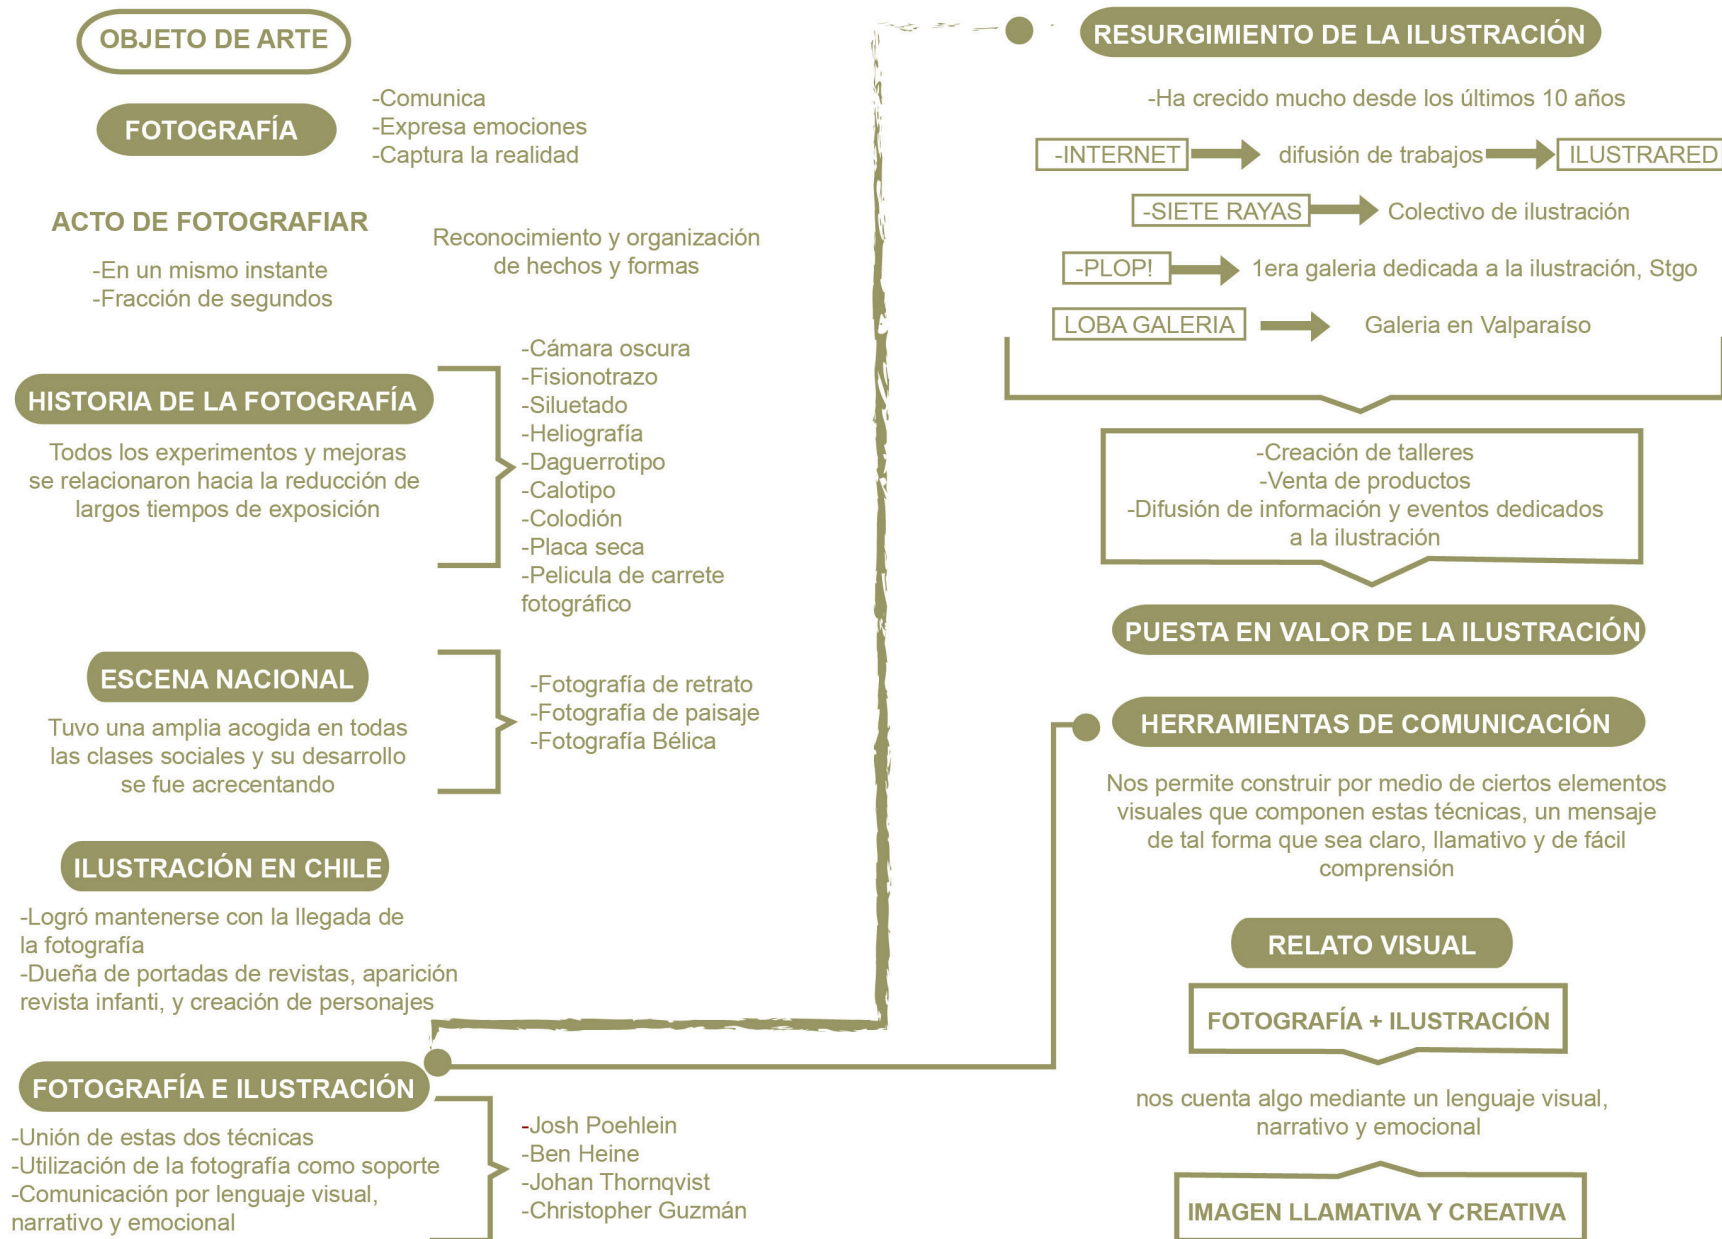 OBJETO DE ARTE
FOTOGRAFÍA
-Comunica
-Expresa emociones
-Captura la realidad
ACTO DE FOTOGRAFIAR
-En un mismo instante
-Fracción de segundos
Reconocimiento y organización
de hechos y formas
HISTORIA DE LA FOTOGRAFÍA
Todos los experimentos y mejoras
se relacionaron hacia la reducción de
largos tiempos de exposición
-Cámara oscura
-Fisionotrazo
-Siluetado
-Heliografía
-Daguerrotipo
-Calotipo
-Colodión
-Placa seca
-Pelicula de carrete
fotográfico
ESCENA NACIONAL
Tuvo una amplia acogida en todas
las clases sociales y su desarrollo
se fue acrecentando
-Fotografía de retrato
-Fotografía de paisaje
-Fotografía Bélica
ILUSTRACIÓN EN CHILE
-Logró mantenerse con la llegada de
la fotografía
-Dueña de portadas de revistas, aparición
revista infanti, y creación de personajes
FOTOGRAFÍA E ILUSTRACIÓN
-Unión de estas dos técnicas
-Utilización de la fotografía como soporte
-Comunicación por lenguaje visual,
narrativo y emocional
-Josh Poehlein
-Ben Heine
-Johan Thornqvist
-Christopher Guzmán
RESURGIMIENTO DE LA ILUSTRACIÓN
-Ha crecido mucho desde los últimos 10 años
-INTERNET difusión de trabajos ILUSTRARED
-SIETE RAYAS Colectivo de ilustración
-PLOP! 1era galeria dedicada a la ilustración, Stgo
LOBA GALERIA Galeria en Valparaíso
-Creación de talleres
-Venta de productos
-Difusión de información y eventos dedicados
a la ilustración
PUESTA EN VALOR DE LA ILUSTRACIÓN
HERRAMIENTAS DE COMUNICACIÓN
Nos permite construir por medio de ciertos elementos
visuales que componen estas técnicas, un mensaje
de tal forma que sea claro, llamativo y de fácil
comprensión
RELATO VISUAL
FOTOGRAFÍA + ILUSTRACIÓN
nos cuenta algo mediante un lenguaje visual,
narrativo y emocional
IMAGEN LLAMATIVA Y CREATIVA